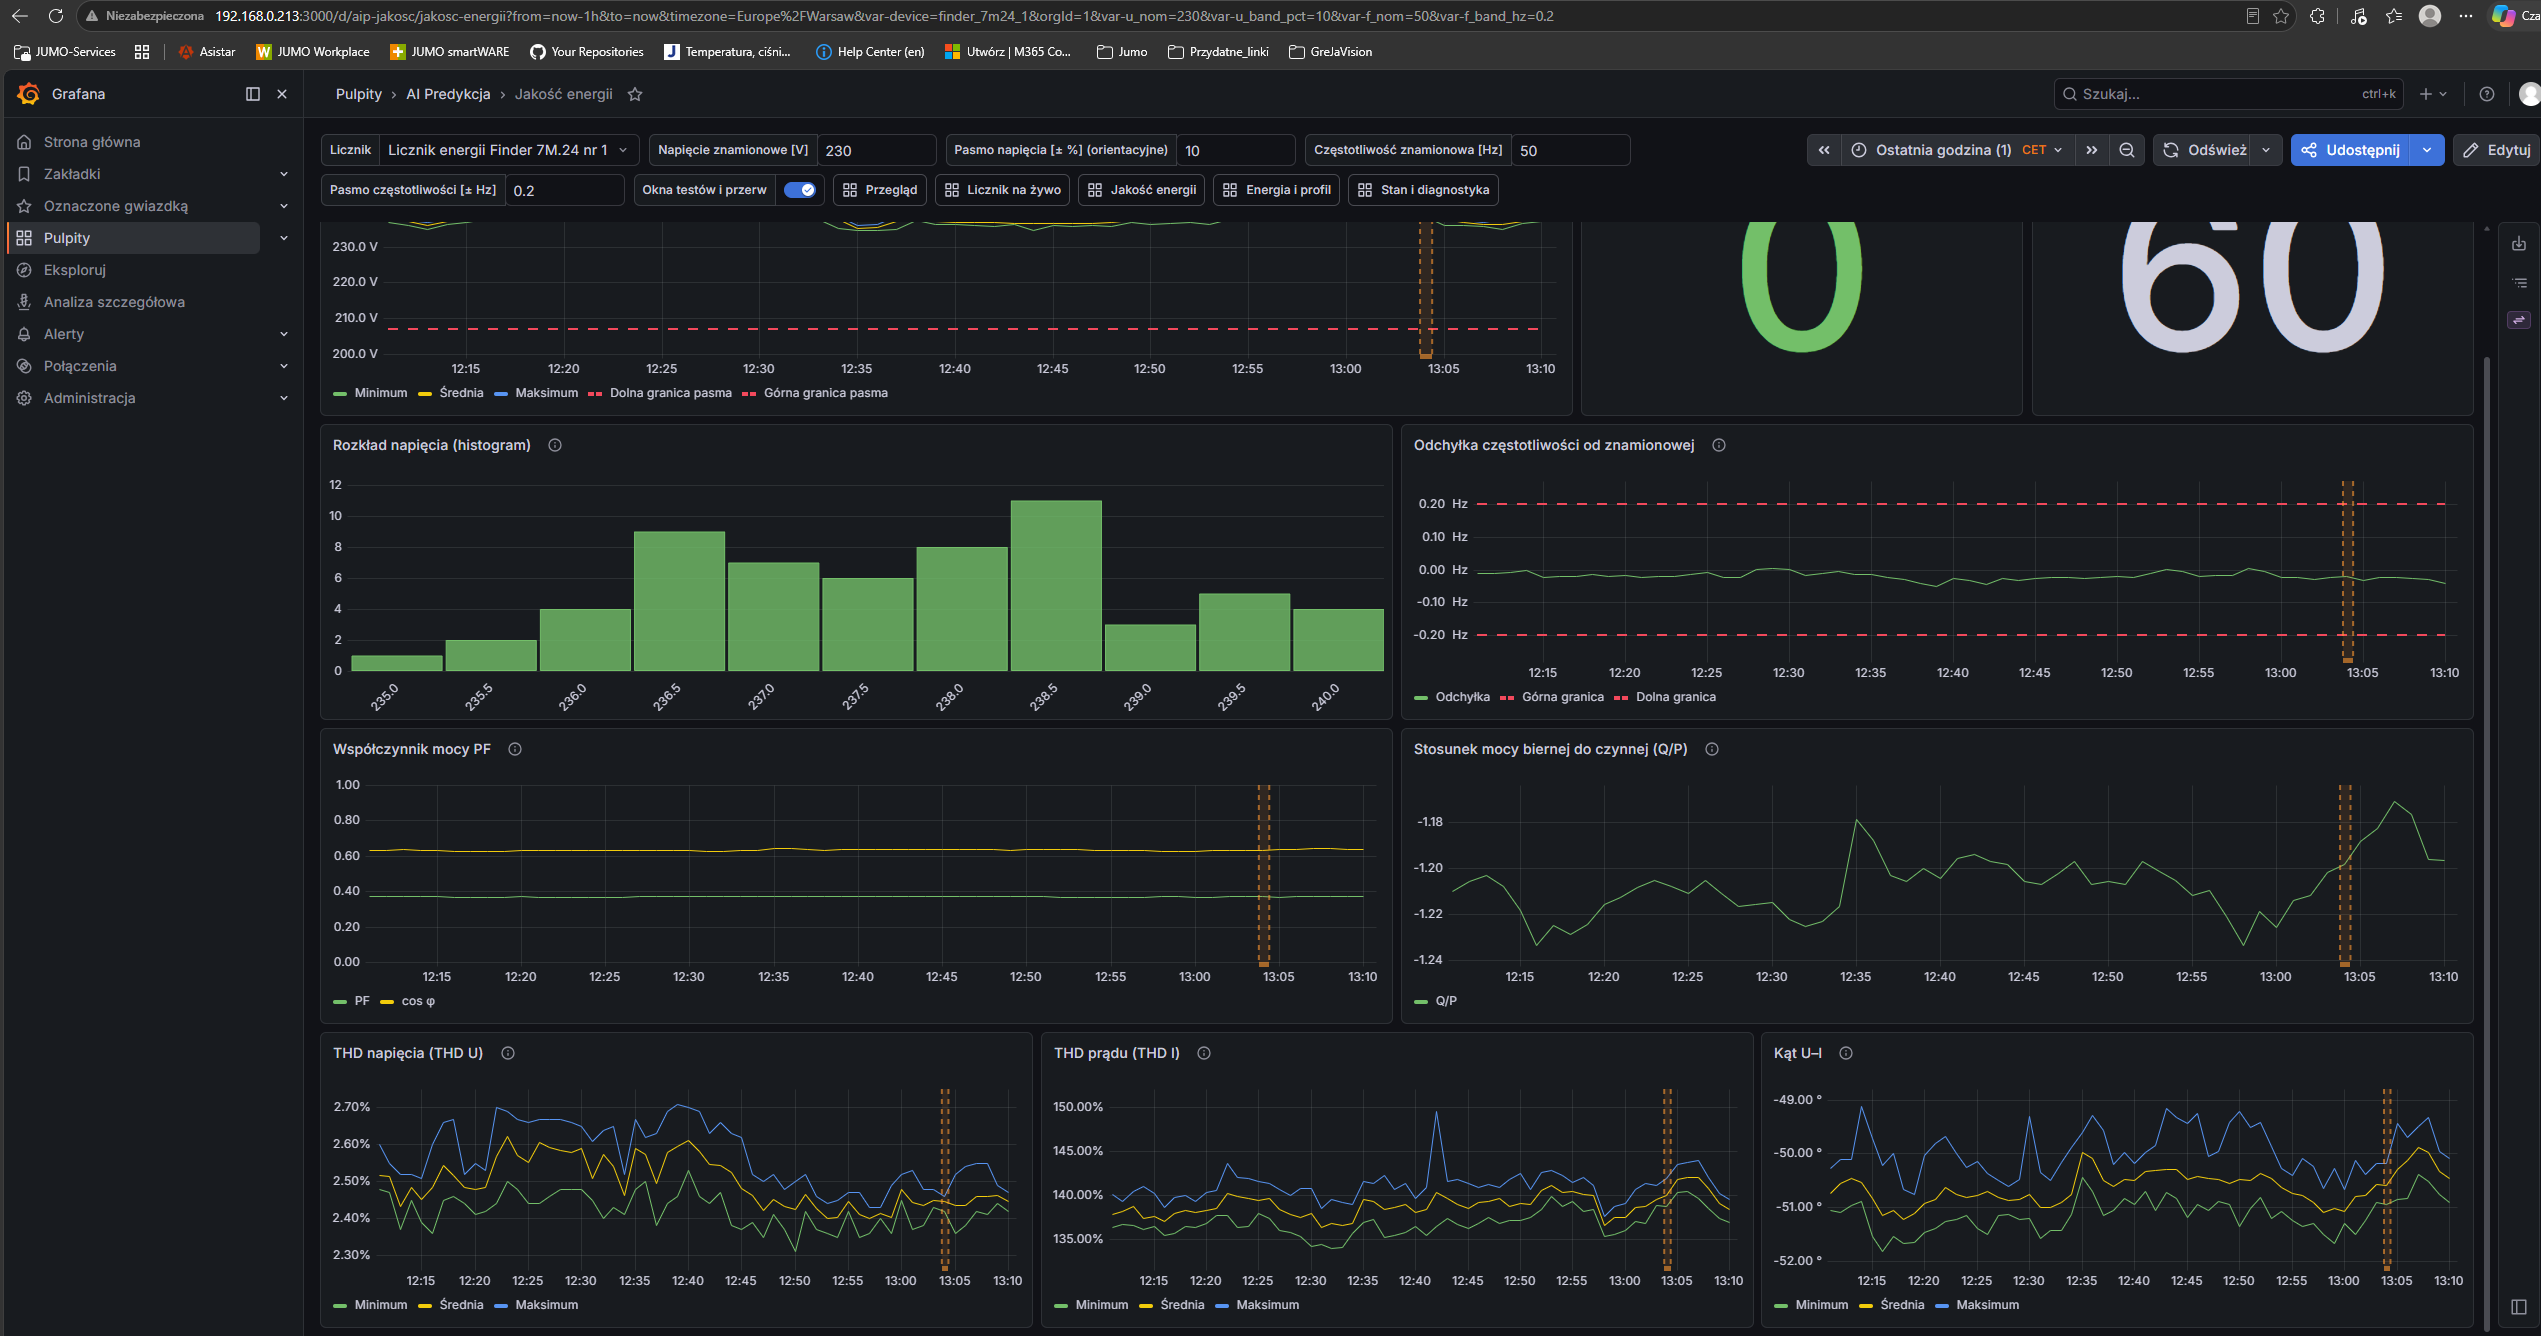 Niezabezpieczona 192.168.0.213:3000/d/aip-jakosc/jakosc-energii?from=now-1h&to=now&timezone=Europe%2FWarsaw&var-device=finder_7m24_1&orgId=1&var-u_nom=230&var-u_band_pct=10&var-f_nom=50&var-f_band_hz=0.2
JUMO-Services Asistar JUMO Workplace JUMO smartWARE Your Repositories Temperatura, ciśni... Help Center (en) Utwórz | M365 Co... Jumo Przydatne_linki GreJaVision
Grafana
Strona główna
Zakładki
Oznaczone gwiazdką
Pulpity
Eksploruj
Analiza szczegółowa
Alerty
Połączenia
Administracja
Pulpity › AI Predykcja › Jakość energii
Szukaj... ctrl+k
Licznik Licznik energii Finder 7M.24 nr 1 Napięcie znamionowe [V] 230 Pasmo napięcia [± %] (orientacyjne) 10 Częstotliwość znamionowa [Hz] 50
Ostatnia godzina (1) CET Odśwież Udostępnij Edytuj
Pasmo częstotliwości [± Hz] 0.2 Okna testów i przerw Przegląd Licznik na żywo Jakość energii Energia i profil Stan i diagnostyka
230.0 V
220.0 V
210.0 V
200.0 V
12:15 12:20 12:25 12:30 12:35 12:40 12:45 12:50 12:55 13:00 13:05 13:10
Minimum Średnia Maksimum Dolna granica pasma Górna granica pasma
0
60
Rozkład napięcia (histogram)
12
10
8
6
4
2
0
235.0 235.5 236.0 236.5 237.0 237.5 238.0 238.5 239.0 239.5 240.0
Odchyłka częstotliwości od znamionowej
0.20 Hz
0.10 Hz
0.00 Hz
-0.10 Hz
-0.20 Hz
12:15 12:20 12:25 12:30 12:35 12:40 12:45 12:50 12:55 13:00 13:05 13:10
Odchyłka Górna granica Dolna granica
Współczynnik mocy PF
1.00
0.80
0.60
0.40
0.20
0.00
12:15 12:20 12:25 12:30 12:35 12:40 12:45 12:50 12:55 13:00 13:05 13:10
PF cos φ
Stosunek mocy biernej do czynnej (Q/P)
-1.18
-1.20
-1.22
-1.24
12:15 12:20 12:25 12:30 12:35 12:40 12:45 12:50 12:55 13:00 13:05 13:10
Q/P
THD napięcia (THD U)
2.70%
2.60%
2.50%
2.40%
2.30%
12:15 12:20 12:25 12:30 12:35 12:40 12:45 12:50 12:55 13:00 13:05 13:10
Minimum Średnia Maksimum
THD prądu (THD I)
150.00%
145.00%
140.00%
135.00%
12:15 12:20 12:25 12:30 12:35 12:40 12:45 12:50 12:55 13:00 13:05 13:10
Minimum Średnia Maksimum
Kąt U–I
-49.00 °
-50.00 °
-51.00 °
-52.00 °
12:15 12:20 12:25 12:30 12:35 12:40 12:45 12:50 12:55 13:00 13:05 13:10
Minimum Średnia Maksimum